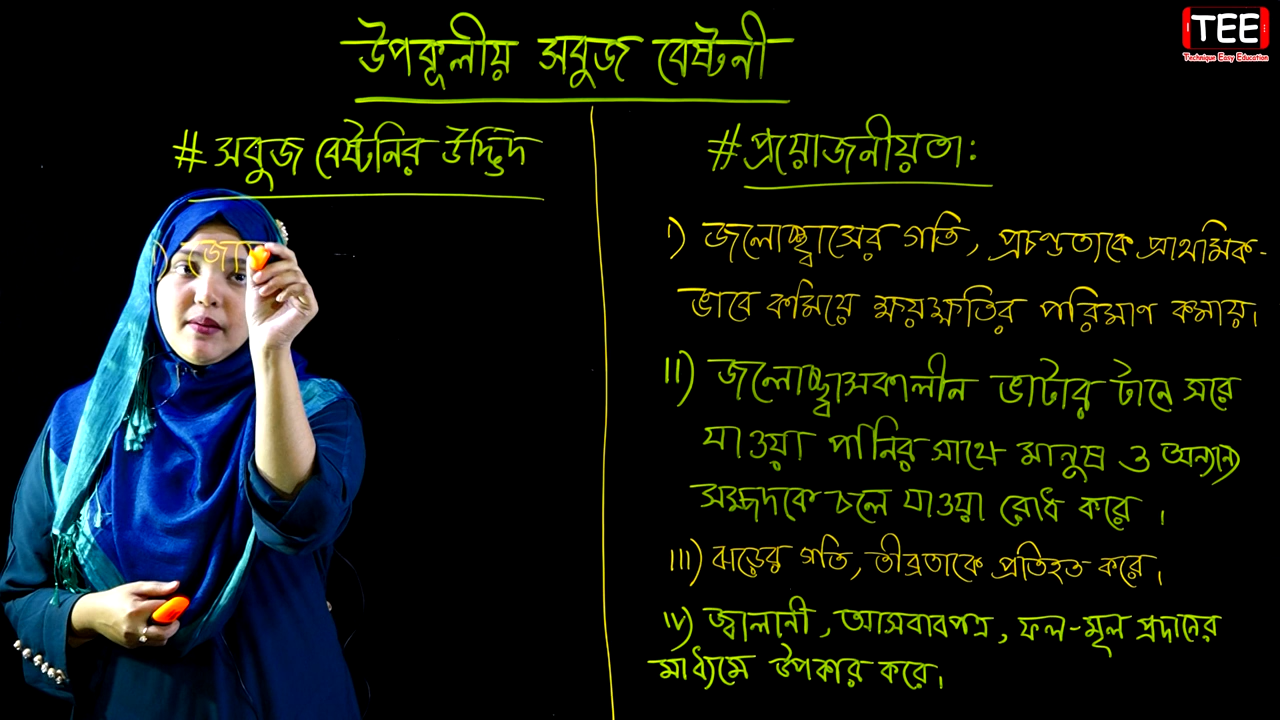 উপকূলীয় সবুজ বেষ্টনী
TEE
Technique Easy Education
# সবুজ বেষ্টনির উদ্ভিদ
# প্রয়োজনীয়তা:
i) জলোচ্ছ্বাসের গতি, প্রচণ্ডতাকে প্রাথমিক-
ভাবে কমিয়ে ক্ষয়ক্ষতির পরিমাণ কমায়।
ii) জলোচ্ছ্বাসকালীন ভাটার টানে সরে
যাওয়া পানির সাথে মানুষ ও অন্যান্য
সম্পদকে চলে যাওয়া রোধ করে।
iii) ঝড়ের গতি, তীব্রতাকে প্রতিহত করে।
iv) জ্বালানী, আসবাবপত্র, ফল-মূল প্রদানের
মাধ্যমে উপকার করে।